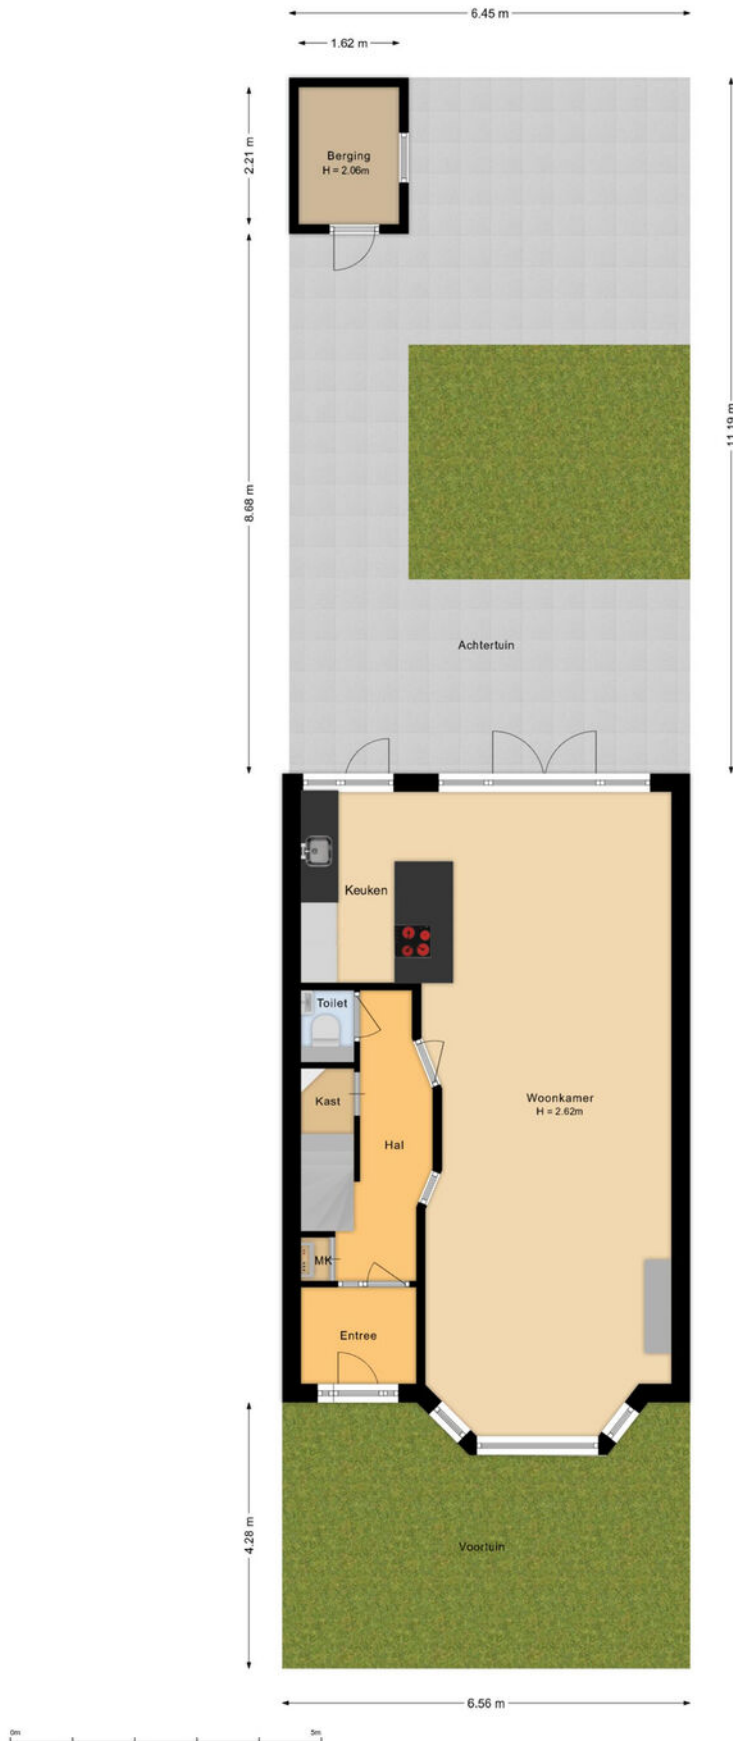 6.45 m
1.62 m
2.21 m
Berging
H = 2.06m
11.19 m
8.68 m
Achtertuin
Keuken
Toilet
Kast
Woonkamer
H = 2.62m
Hal
MK
Entree
4.28 m
Voortuin
6.56 m
0m 5m